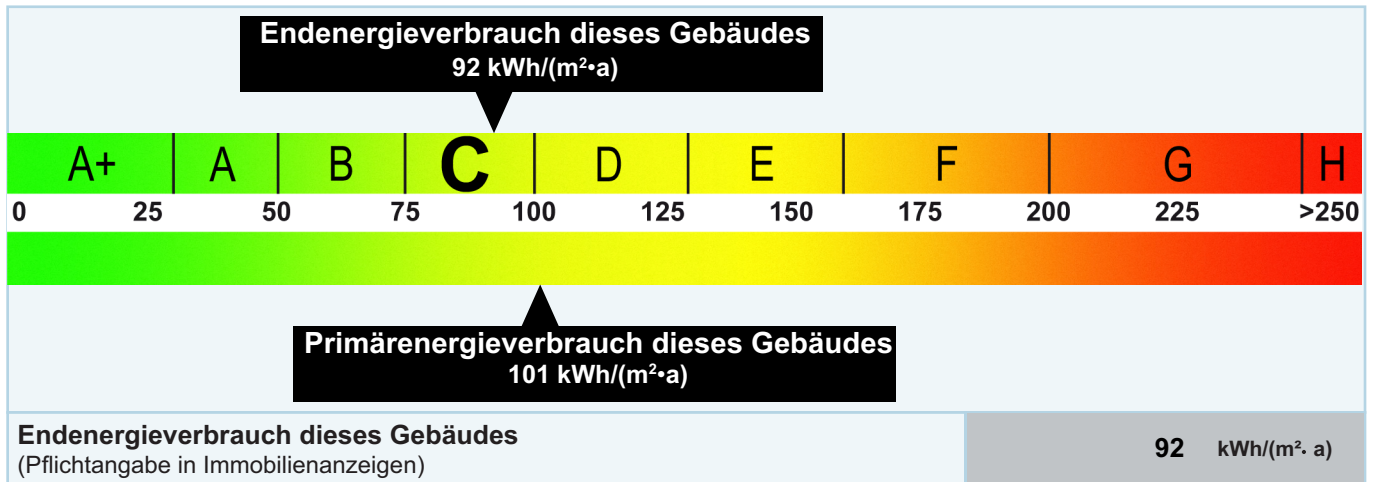 Endenergieverbrauch dieses Gebäudes
92 kWh/(m²•a)
A+ A B C D E F G H
0 25 50 75 100 125 150 175 200 225 >250
Primärenergieverbrauch dieses Gebäudes
101 kWh/(m²•a)
Endenergieverbrauch dieses Gebäudes
(Pflichtangabe in Immobilienanzeigen)
92 kWh/(m²· a)